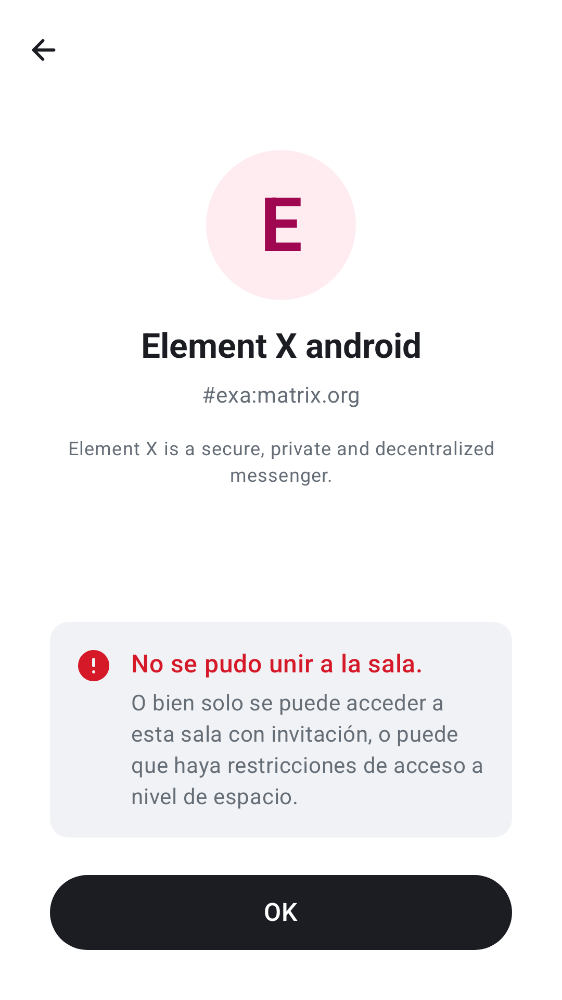 E
Element X android
#exa:matrix.org
Element X is a secure, private and decentralized
messenger.
No se pudo unir a la sala.
O bien solo se puede acceder a
esta sala con invitación, o puede
que haya restricciones de acceso a
nivel de espacio.
OK